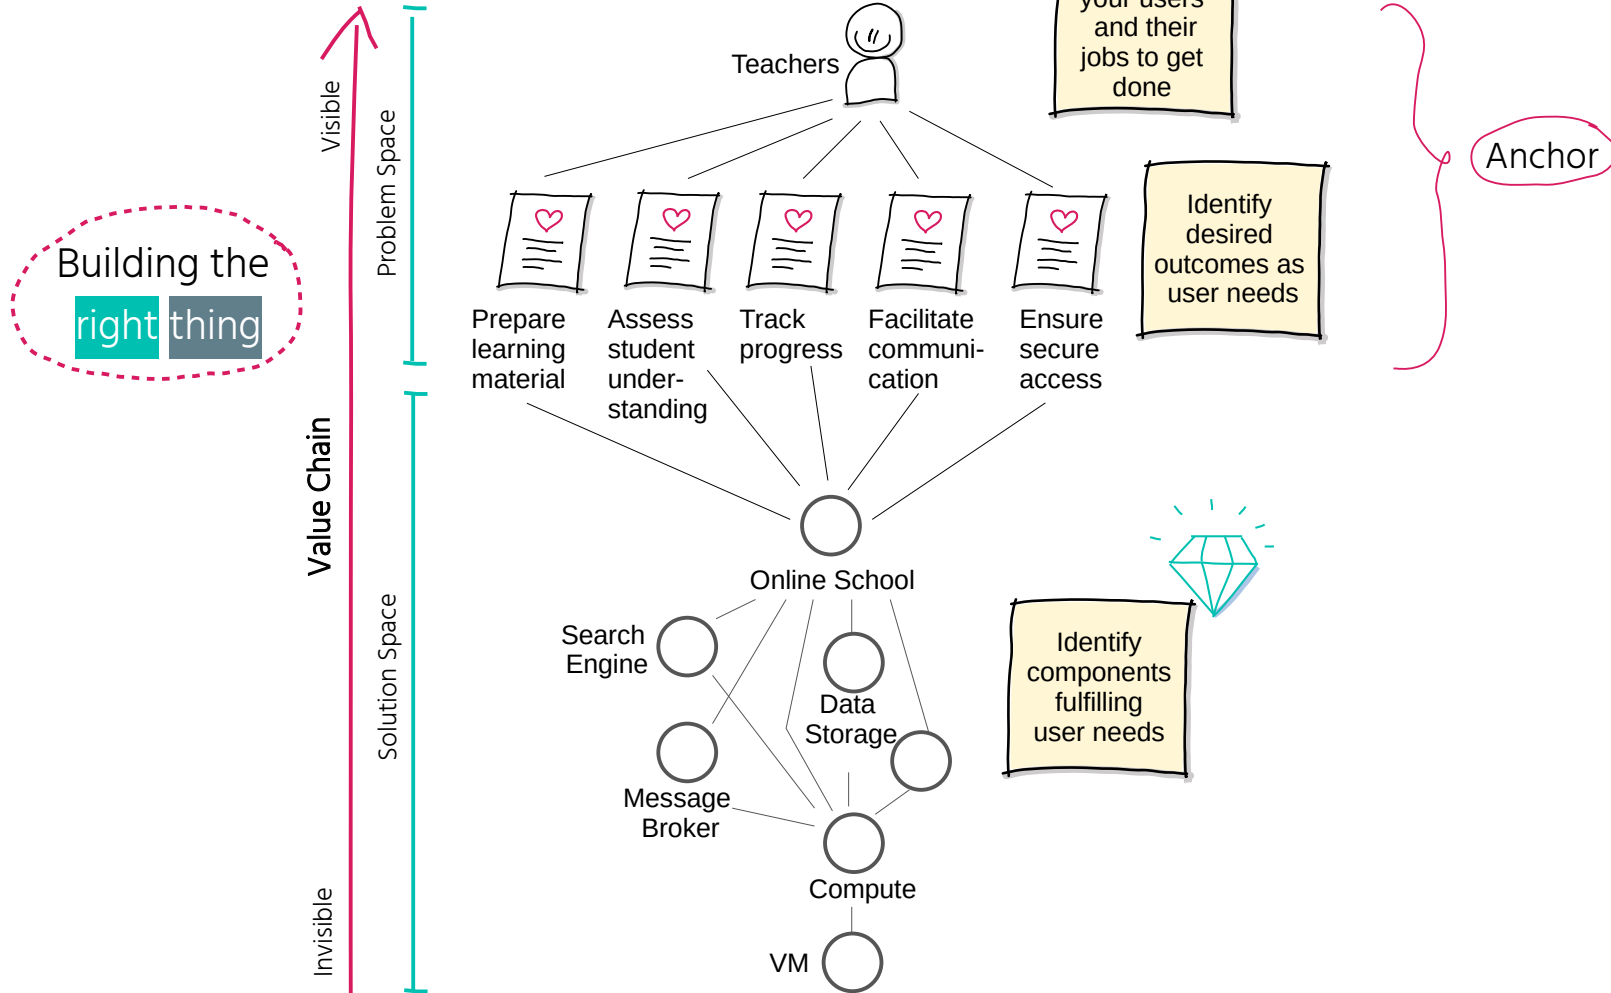 your users
and their
jobs to get
done
Teachers
Visible
Problem Space
Anchor
Identify
desired
outcomes as
user needs
Building the
right thing
Prepare
learning
material
Assess
student
under-
standing
Track
progress
Facilitate
communi-
cation
Ensure
secure
access
Value Chain
Online School
Solution Space
Search
Engine
Data
Storage
Identify
components
fulfilling
user needs
Message
Broker
Compute
Invisible
VM